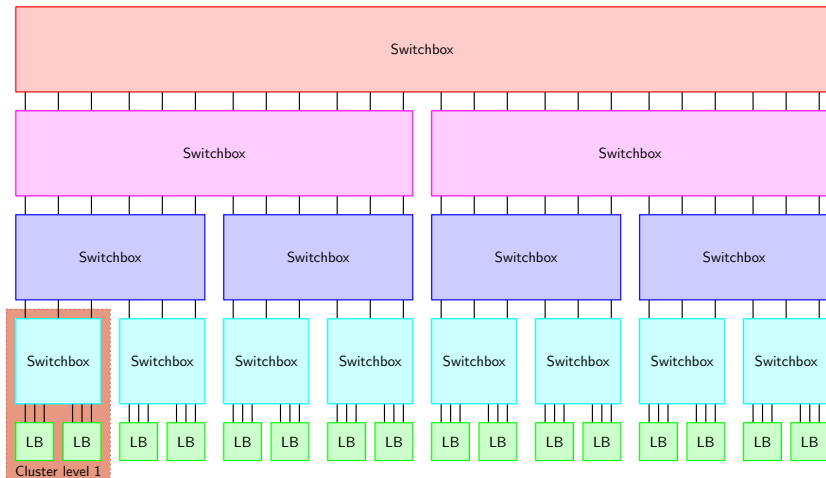 Switchbox
Switchbox Switchbox
Switchbox Switchbox Switchbox Switchbox
Switchbox Switchbox Switchbox Switchbox Switchbox Switchbox Switchbox Switchbox
LB LB LB LB LB LB LB LB LB LB LB LB LB LB LB LB
Cluster level 1